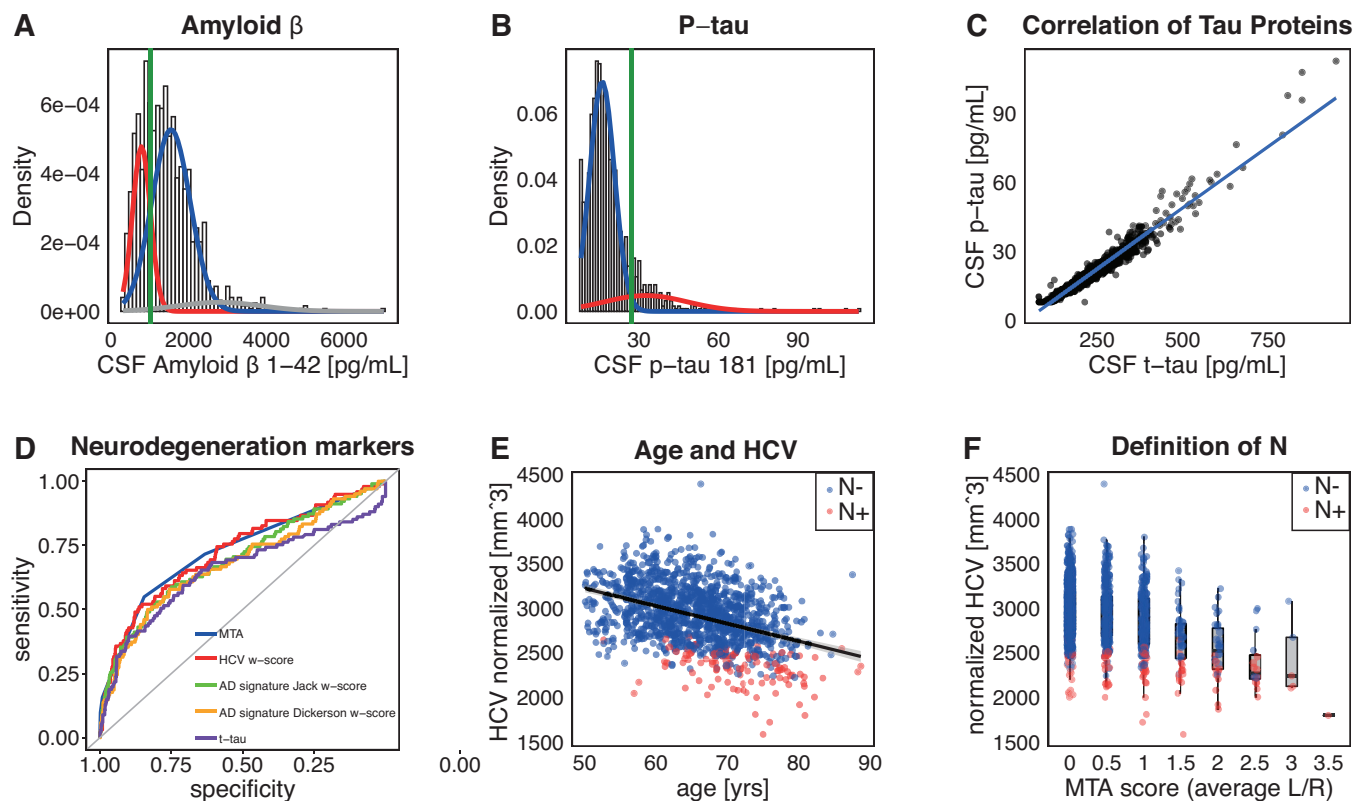 A Amyloid β
6e−04
4e−04
2e−04
0e+00
Density
0 2000 4000 6000
CSF Amyloid β 1−42 [pg/mL]
B P−tau
0.06
0.04
0.02
0.00
Density
30 60 90
CSF p−tau 181 [pg/mL]
C Correlation of Tau Proteins
90
60
30
0
CSF p−tau [pg/mL]
250 500 750
CSF t−tau [pg/mL]
D Neurodegeneration markers
1.00
0.75
0.50
0.25
0.00
sensitivity
MTA
HCV w−score
AD signature Jack w−score
AD signature Dickerson w−score
t−tau
1.00 0.75 0.50 0.25 0.00
specificity
E Age and HCV
4500
4000
3500
3000
2500
2000
1500
HCV normalized [mm^3]
N-
N+
50 60 70 80 90
age [yrs]
F Definition of N
4500
4000
3500
3000
2500
2000
1500
normalized HCV [mm^3]
N-
N+
0 0.5 1 1.5 2 2.5 3 3.5
MTA score (average L/R)